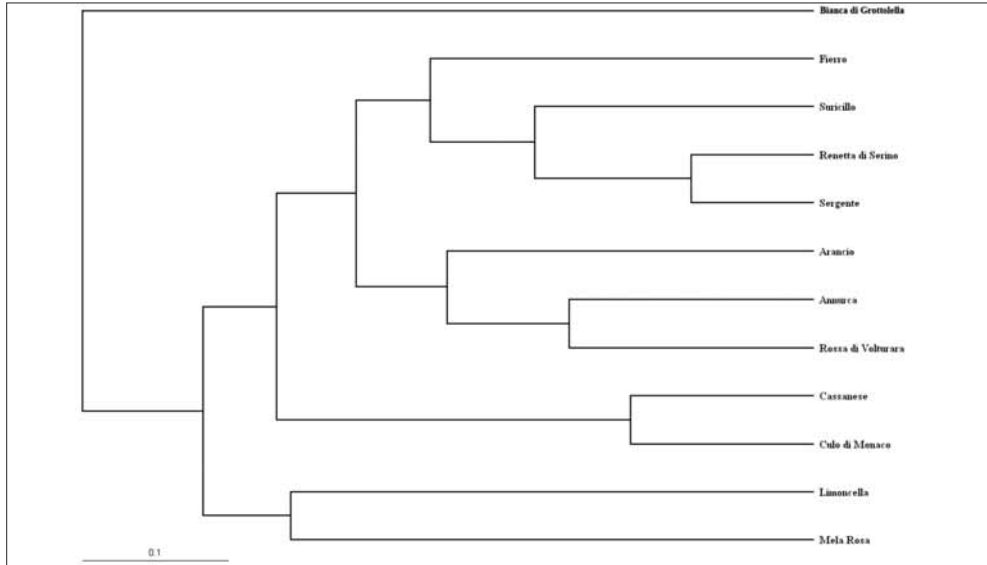 Bianca di Grottolella
Fierro
Suricillo
Renetta di Serino
Sergente
Arancio
Annurca
Rossa di Volturara
Cassanese
Culo di Monaco
Limoncella
Mela Rosa
0.1